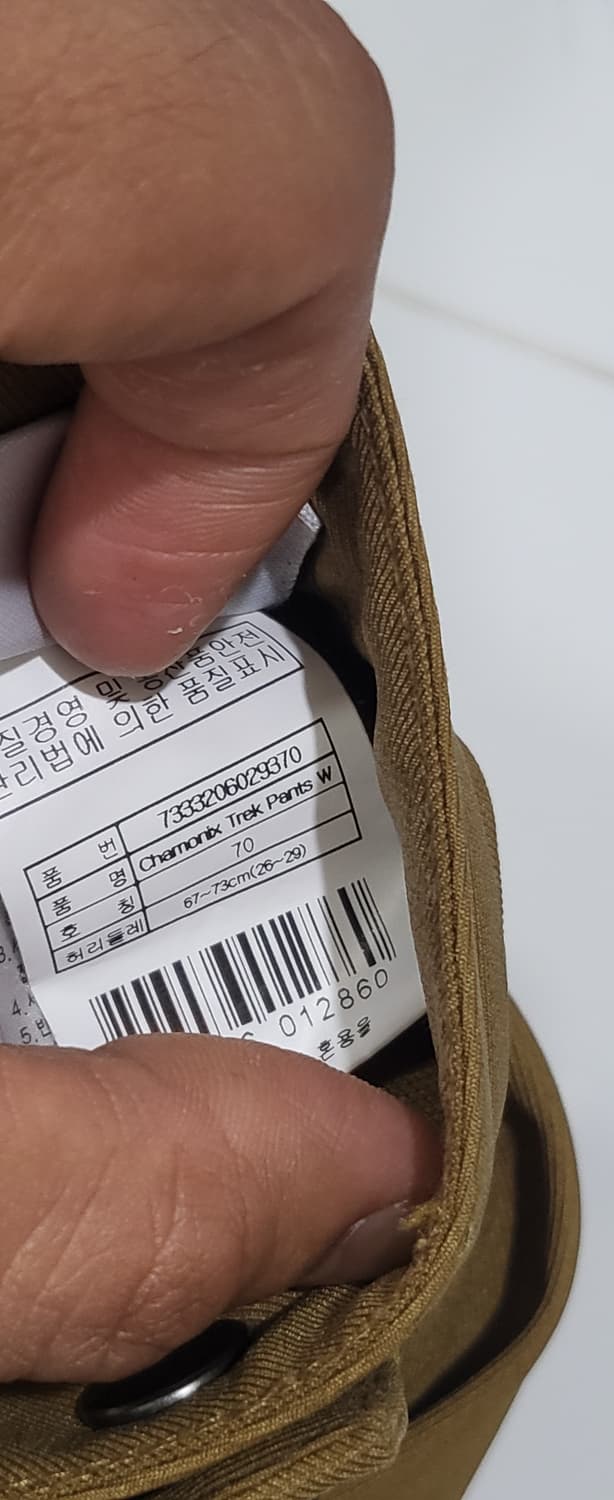 질경영 및 공산품안전
관리법에 의한 품질표시
품 번 7333206029370
품 명 Chamonix Trek Pants W
호 칭 70
허리둘레 67~73cm(26~29)
012860
혼용율
4.
5.